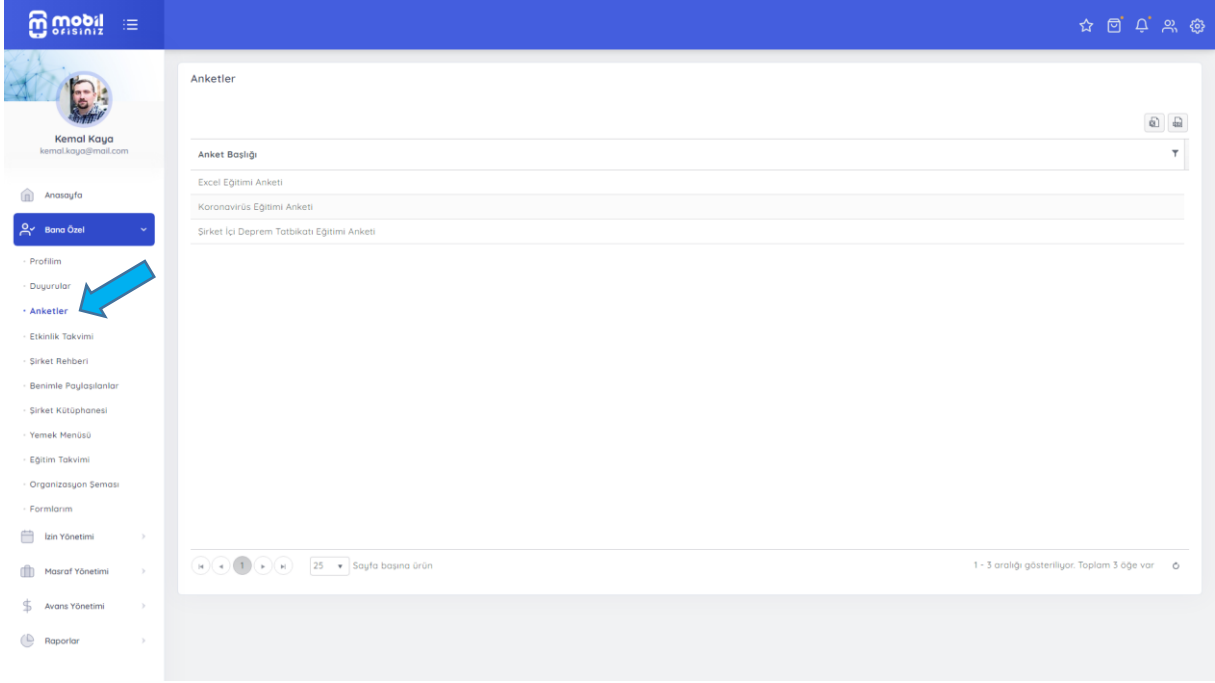 mobil
OFİSİNİZ
Kemal Kaya
kemal.kaya@mail.com
Anasayfa
Bana Özel
Profilim
Duyurular
Anketler
Etkinlik Takvimi
Şirket Rehberi
Benimle Paylaşılanlar
Şirket Kütüphanesi
Yemek Menüsü
Eğitim Takvimi
Organizasyon Şeması
Formlarım
İzin Yönetimi
Masraf Yönetimi
Avans Yönetimi
Raporlar
Anketler
Anket Başlığı
Excel Eğitimi Anketi
Koronavirüs Eğitimi Anketi
Şirket İçi Deprem Tatbikatı Eğitimi Anketi
1 25 Sayfa başına ürün
1 - 3 aralığı gösteriliyor. Toplam 3 öğe var